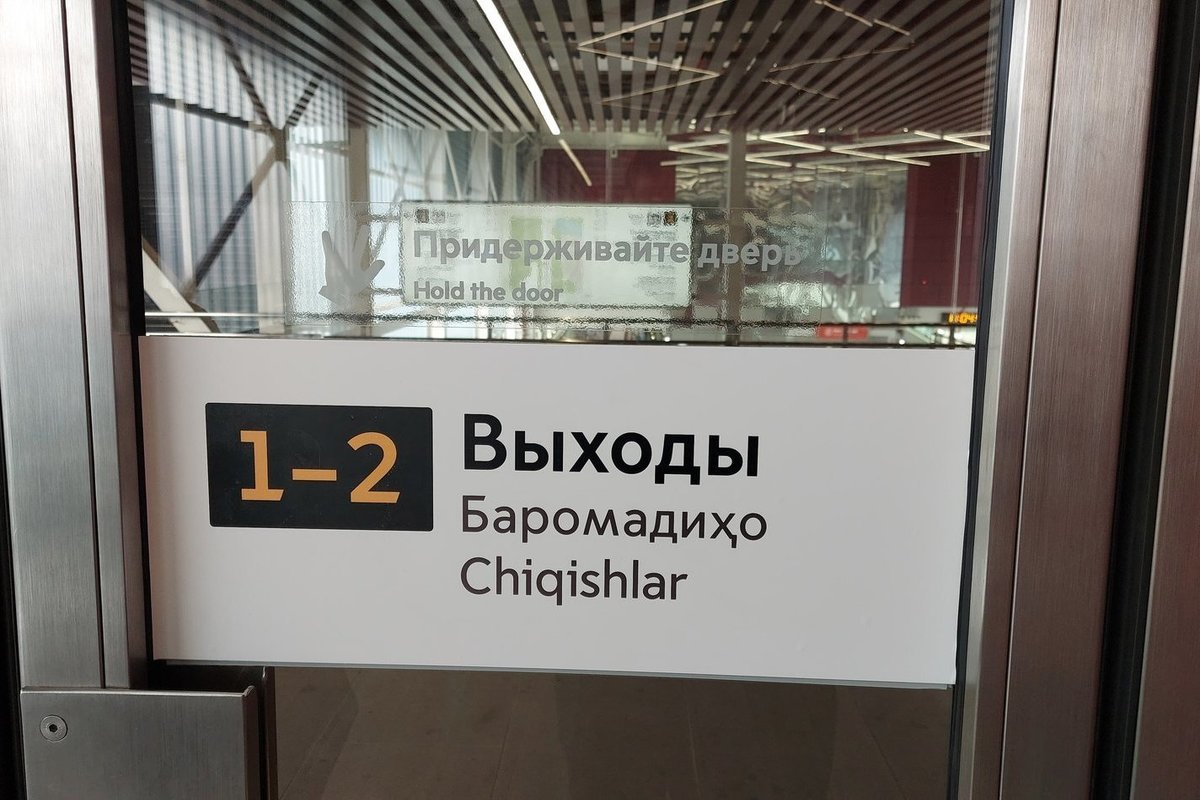 Придерживайте дверь
Hold the door
1–2
Выходы
Баромадиҳо
Chiqishlar